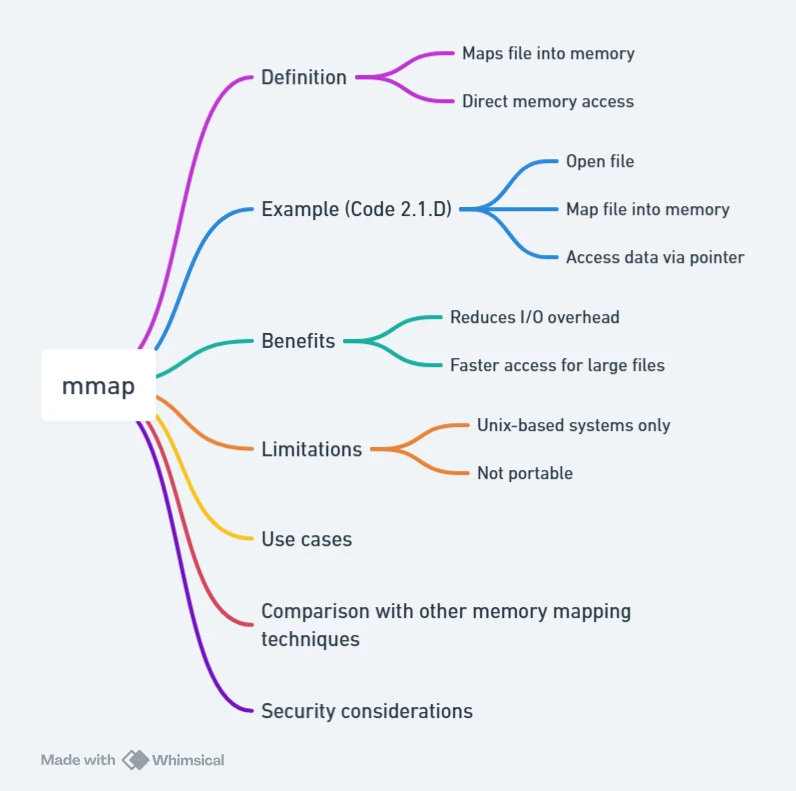 mmap
Definition
Maps file into memory
Direct memory access
Example (Code 2.1.D)
Open file
Map file into memory
Access data via pointer
Benefits
Reduces I/O overhead
Faster access for large files
Limitations
Unix-based systems only
Not portable
Use cases
Comparison with other memory mapping
techniques
Security considerations
Made with Whimsical